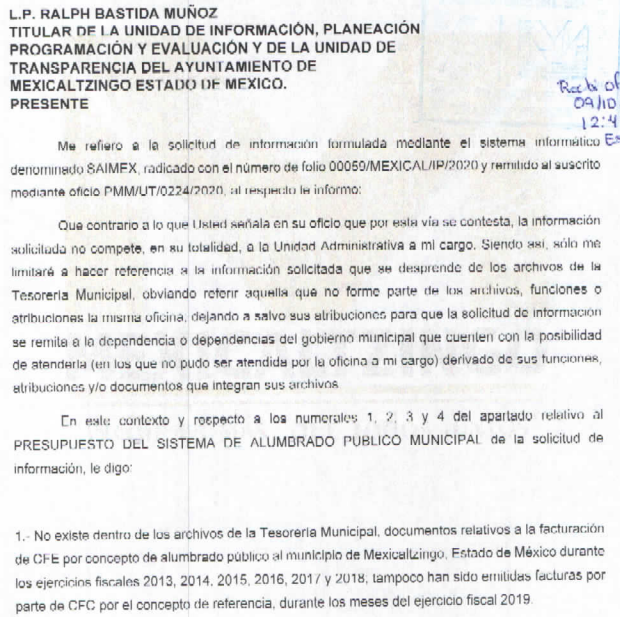 L.P. RALPH BASTIDA MUÑOZ
TITULAR DE LA UNIDAD DE INFORMACIÓN, PLANEACIÓN
PROGRAMACIÓN Y EVALUACIÓN Y DE LA UNIDAD DE
TRANSPARENCIA DEL AYUNTAMIENTO DE
MEXICALTZINGO ESTADO DE MEXICO.
PRESENTE
09/10
12:4
Me refiero a la solicitud de información formulada mediante el sistema informático
denominado SAIMEX, radicado con el número de folio 00059/MEXICAL/IP/2020 y remitido al suscrito
mediante oficio PMM/UT/0224/2020, al respecto le informo:
Que contrario a lo que Usted señala en su oficio que por esta vía se contesta, la información
solicitada no compete, en su totalidad, a la Unidad Administrativa a mi cargo. Siendo así, sólo me
limitaré a hacer referencia a la información solicitada que se desprende de los archivos de la
Tesorería Municipal, obviando referir aquella que no forme parte de los archivos, funciones o
atribuciones la misma oficina, dejando a salvo sus atribuciones para que la solicitud de información
se remita a la dependencia o dependencias del gobierno municipal que cuenten con la posibilidad
de atenderla (en los que no pudo ser atendida por la oficina a mi cargo) derivado de sus funciones,
atribuciones y/o documentos que integran sus archivos
En este contexto y respecto a los numerales 1, 2, 3 y 4 del apartado relativo al
PRESUPUESTO DEL SISTEMA DE ALUMBRADO PUBLICO MUNICIPAL de la solicitud de
información, le digo:
1.- No existe dentro de los archivos de la Tesorería Municipal, documentos relativos a la facturación
de CFE por concepto de alumbrado público al municipio de Mexicaltzingo, Estado de México durante
los ejercicios fiscales 2013, 2014, 2015, 2016, 2017 y 2018, tampoco han sido emitidas facturas por
parte de CFC por el concepto de referencia, durante los meses del ejercicio fiscal 2019.